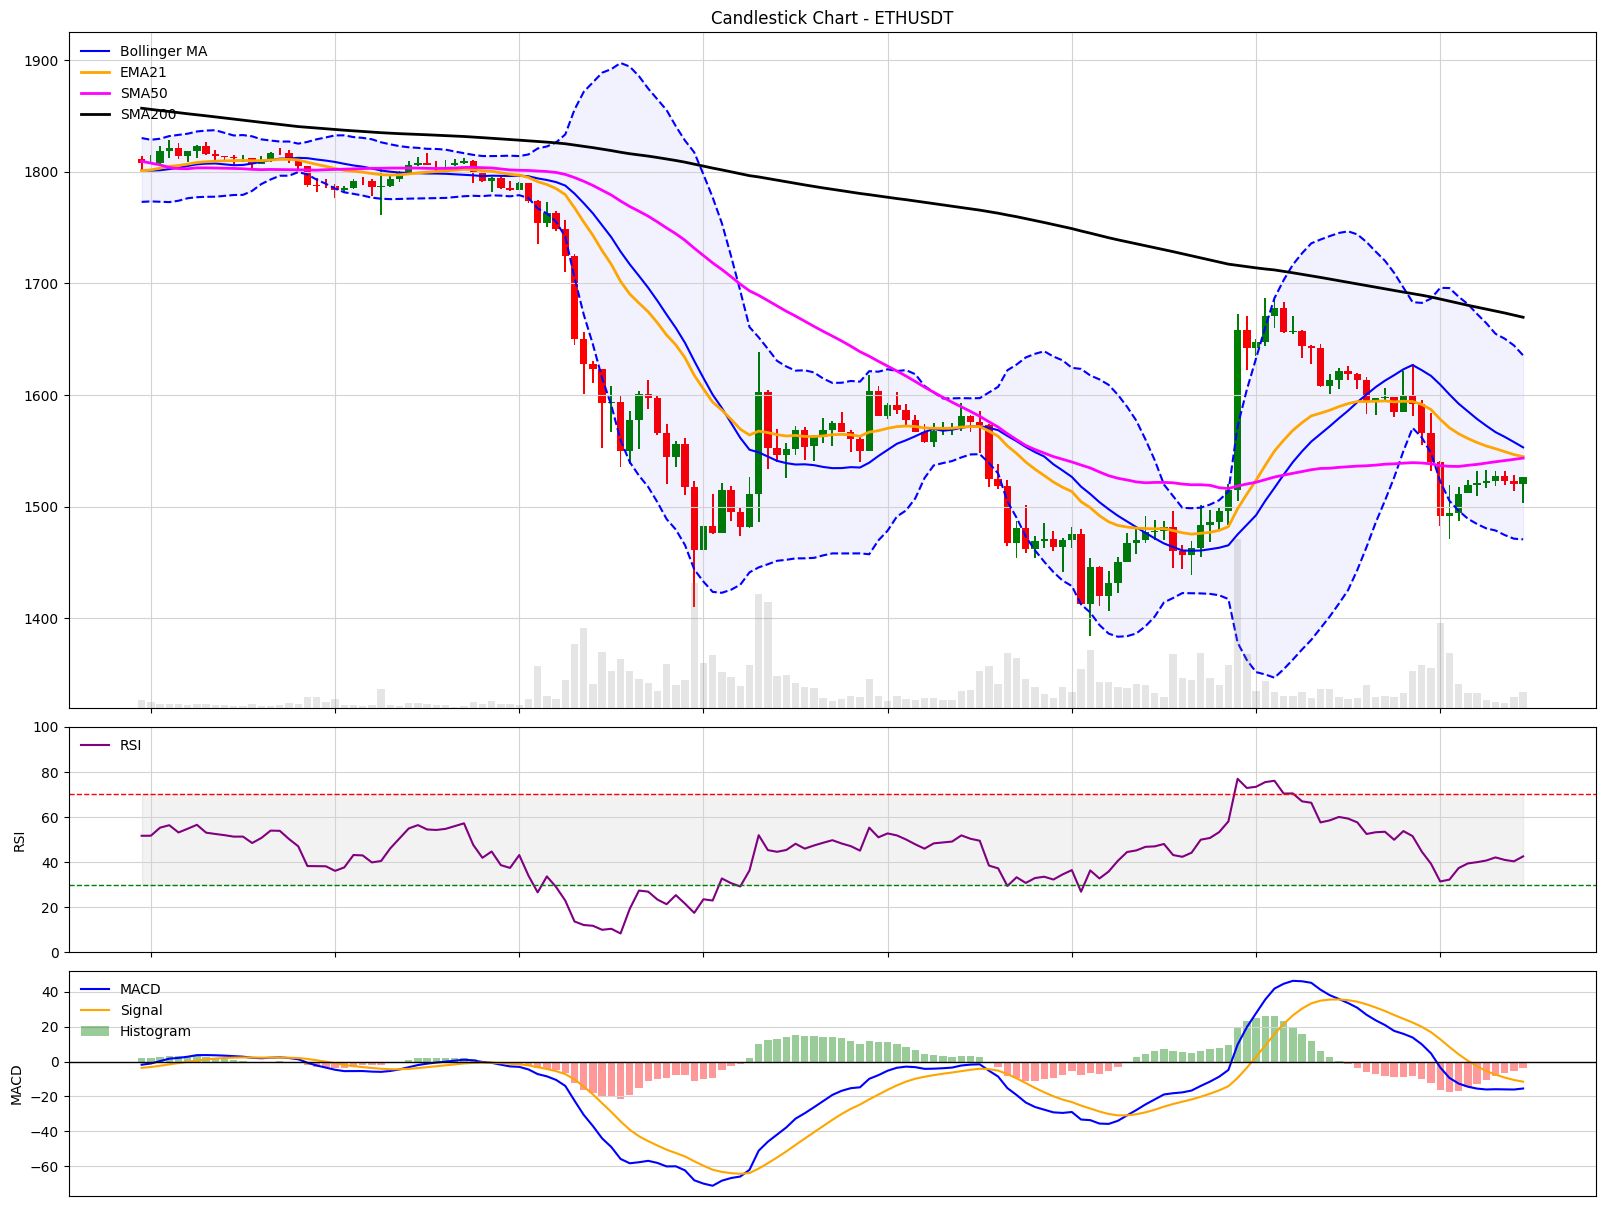 Candlestick Chart - ETHUSDT
Bollinger MA
EMA21
SMA50
SMA200
1900
1800
1700
1600
1500
1400
RSI
100
80
60
40
20
0
RSI
MACD
Signal
Histogram
40
20
0
−20
−40
−60
MACD